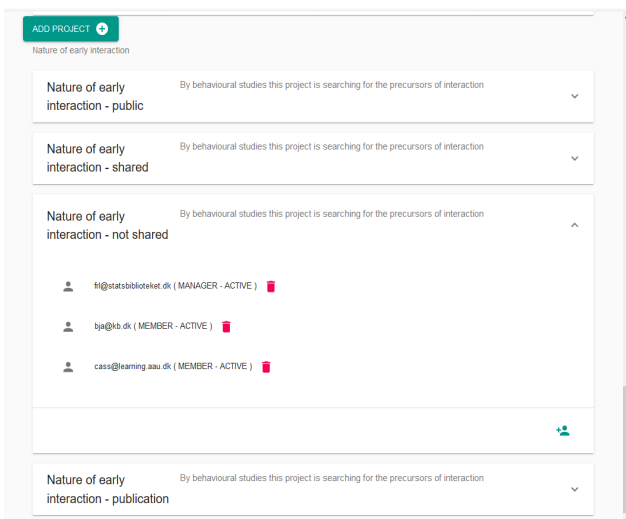 ADD PROJECT
Nature of early interaction
Nature of early
interaction - public
By behavioural studies this project is searching for the precursors of interaction
Nature of early
interaction - shared
By behavioural studies this project is searching for the precursors of interaction
Nature of early
interaction - not shared
By behavioural studies this project is searching for the precursors of interaction
frl@statsbiblioteket.dk ( MANAGER - ACTIVE )
bja@kb.dk ( MEMBER - ACTIVE )
cass@learning.aau.dk ( MEMBER - ACTIVE )
Nature of early
interaction - publication
By behavioural studies this project is searching for the precursors of interaction